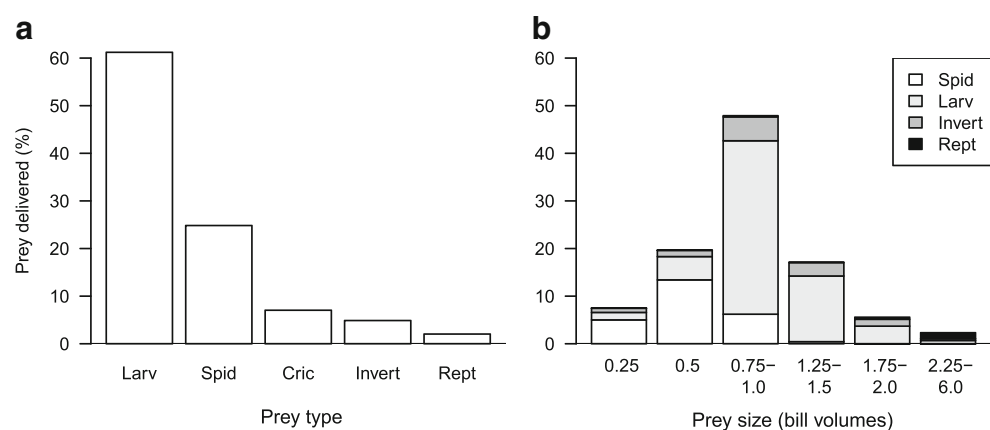 a
60
50
40
30
20
10
0
Prey delivered (%)
Larv Spid Cric Invert Rept
Prey type
b
60
50
40
30
20
10
0
Spid
Larv
Invert
Rept
0.25 0.5 0.75– 1.25– 1.75– 2.25–
1.0 1.5 2.0 6.0
Prey size (bill volumes)